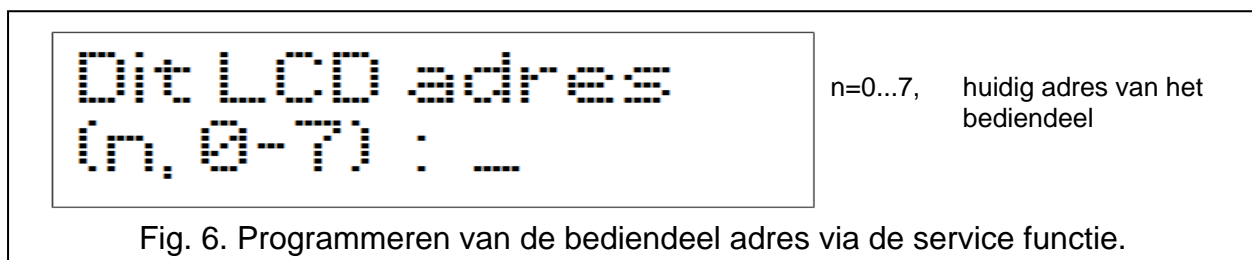 Dit LCD adres
(n, 0-7) : _
n=0...7, huidig adres van het
bediendeel
Fig. 6. Programmeren van de bediendeel adres via de service functie.